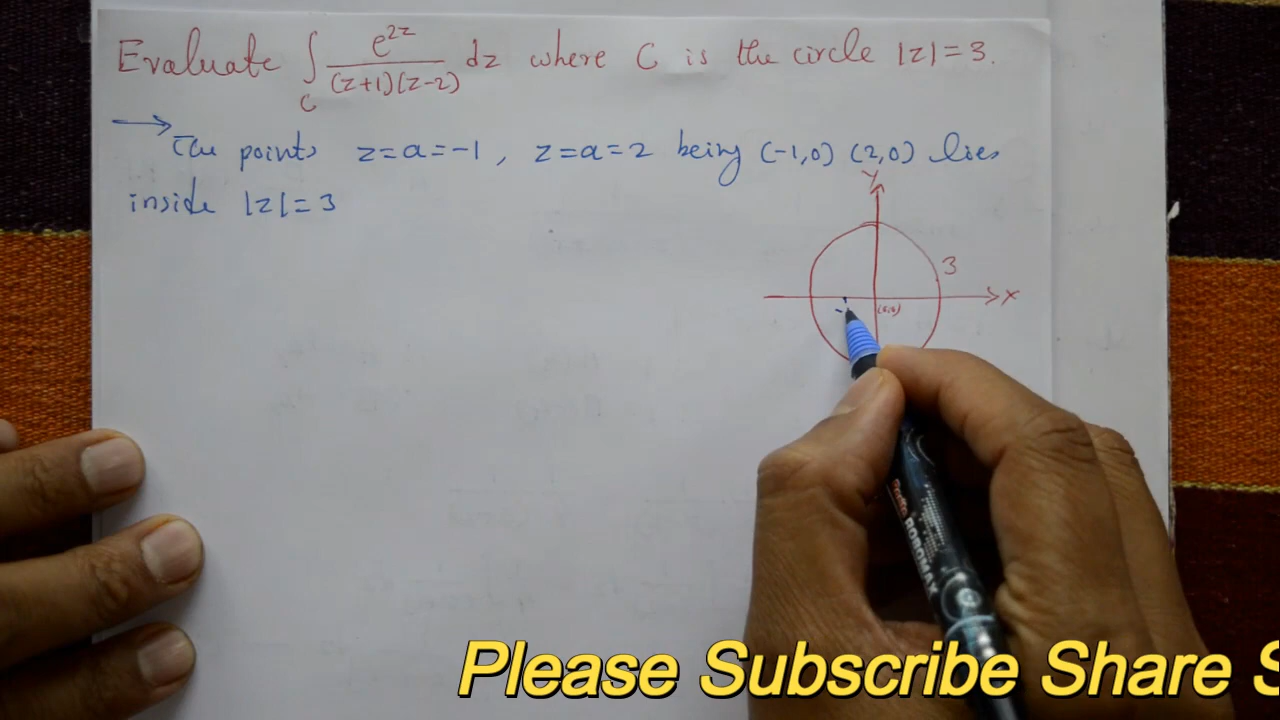 Evaluate ∫_C e^{2z}/((z+1)(z-2)) dz where C is the circle |z|=3.
→ The points z=a=-1, z=a=2 being (-1,0) (2,0) lies
inside |z|=3
Y
3
X
(0,0)
ROBOMAX
Please Subscribe Share S